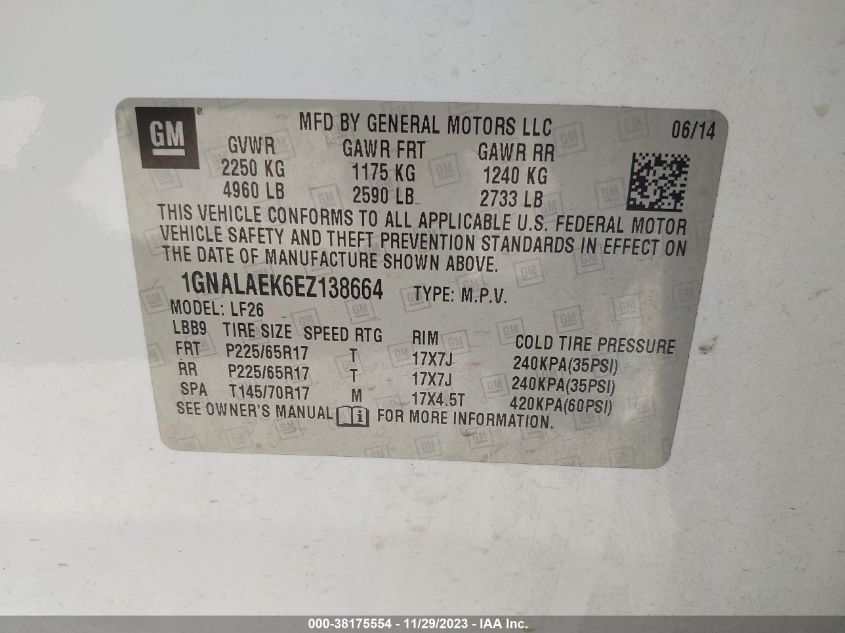 GM ®
MFD BY GENERAL MOTORS LLC 06/14
GVWR GAWR FRT GAWR RR
2250 KG 1175 KG 1240 KG
4960 LB 2590 LB 2733 LB
THIS VEHICLE CONFORMS TO ALL APPLICABLE U.S. FEDERAL MOTOR
VEHICLE SAFETY AND THEFT PREVENTION STANDARDS IN EFFECT ON
THE DATE OF MANUFACTURE SHOWN ABOVE.
1GNALAEK6EZ138664 TYPE: M.P.V.
MODEL: LF26
LBB9 TIRE SIZE SPEED RTG RIM COLD TIRE PRESSURE
FRT P225/65R17 T 17X7J 240KPA(35PSI)
RR P225/65R17 T 17X7J 240KPA(35PSI)
SPA T145/70R17 M 17X4.5T 420KPA(60PSI)
SEE OWNER'S MANUAL FOR MORE INFORMATION.
000-38175554 - 11/29/2023 - IAA Inc.